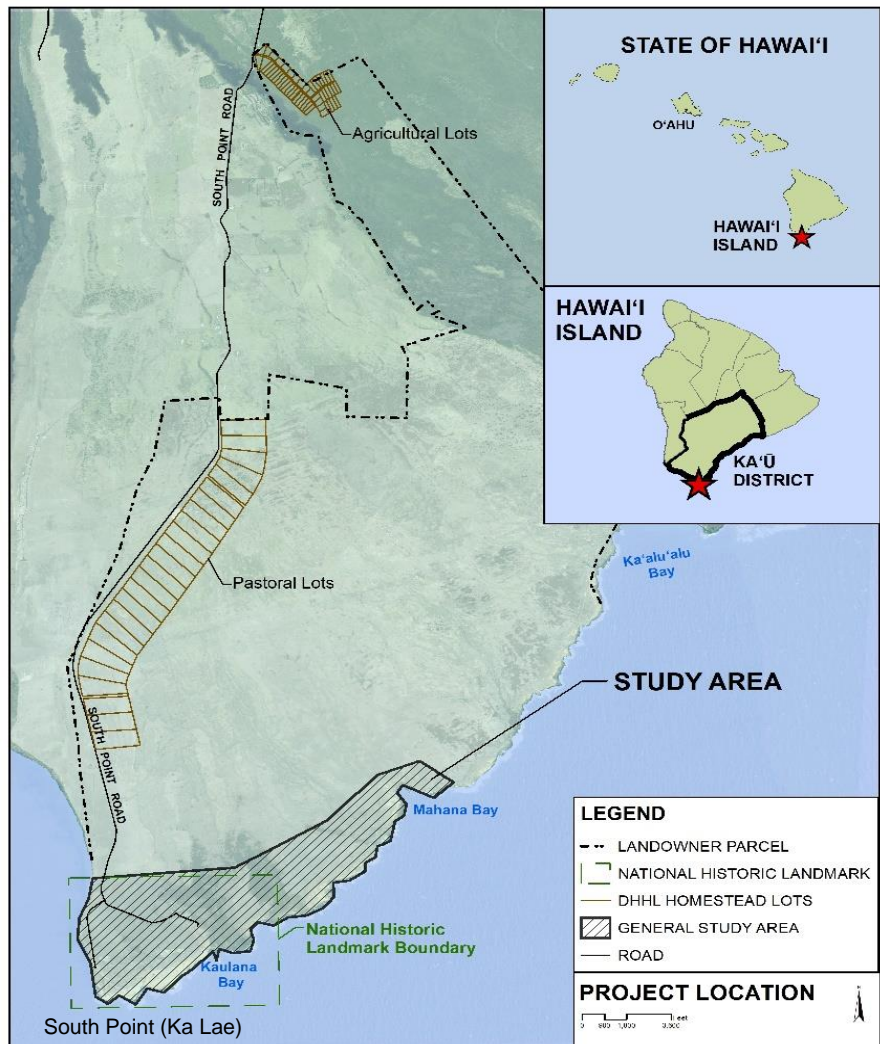 STATE OF HAWAIʻI
OʻAHU
HAWAIʻI
ISLAND
HAWAIʻI
ISLAND
KAʻŪ
DISTRICT
SOUTH POINT ROAD
Agricultural Lots
Pastoral Lots
Kaʻaluʻalu
Bay
STUDY AREA
SOUTH POINT ROAD
Mahana Bay
National Historic
Landmark Boundary
Kaulana
Bay
South Point (Ka Lae)
LEGEND
LANDOWNER PARCEL
NATIONAL HISTORIC LANDMARK
DHHL HOMESTEAD LOTS
GENERAL STUDY AREA
ROAD
PROJECT LOCATION
Feet
0